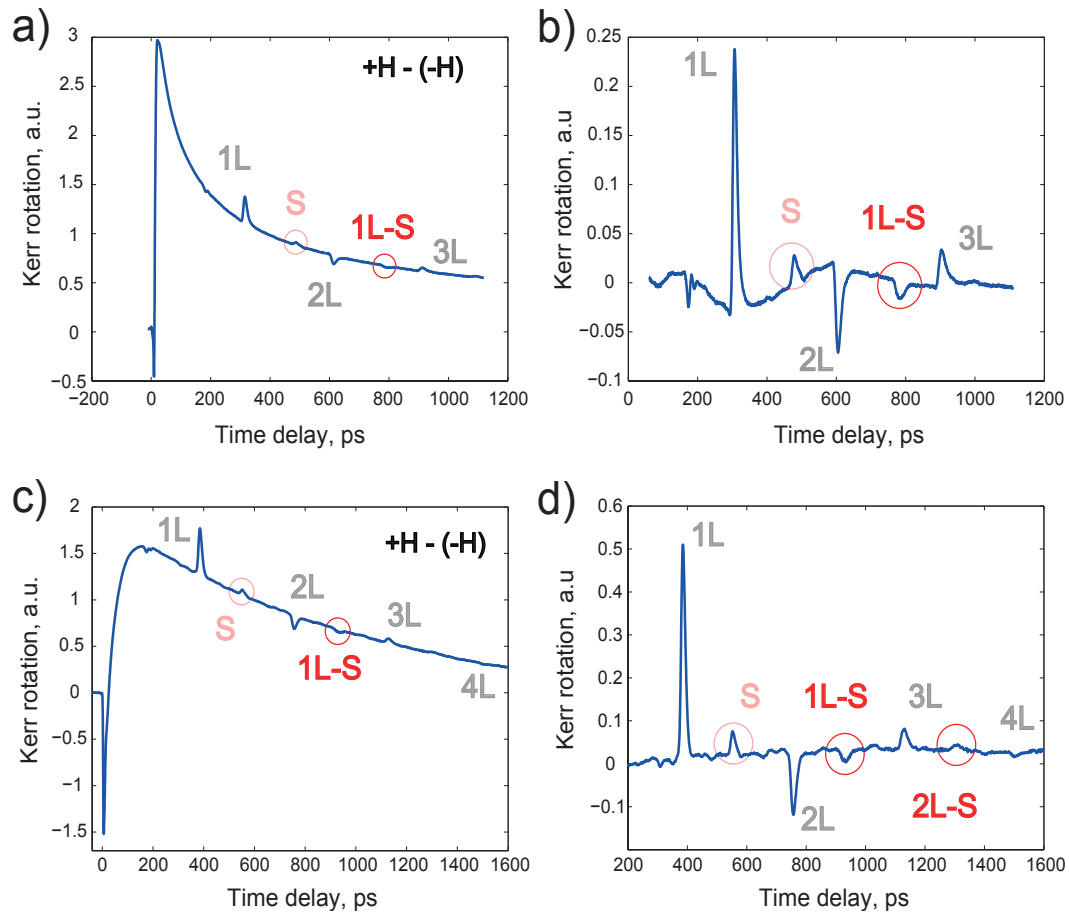 a)
+H - (-H)
1L
S
1L-S
2L
3L
Kerr rotation, a.u.
3
2.5
2
1.5
1
0.5
0
−0.5
−200
0
200
400
600
800
1000
1200
Time delay, ps
b)
1L
S
1L-S
3L
2L
Kerr rotation, a.u
0.25
0.2
0.15
0.1
0.05
0
−0.05
−0.1
0
200
400
600
800
1000
1200
Time delay, ps
c)
+H - (-H)
1L
S
2L
3L
1L-S
4L
Kerr rotation, a.u.
2
1.5
1
0.5
0
−0.5
−1
−1.5
0
200
400
600
800
1000
1200
1400
1600
Time delay, ps
d)
1L
S
1L-S
3L
4L
2L
2L-S
Kerr rotation, a.u
0.6
0.5
0.4
0.3
0.2
0.1
0
−0.1
200
400
600
800
1000
1200
1400
1600
Time delay, ps